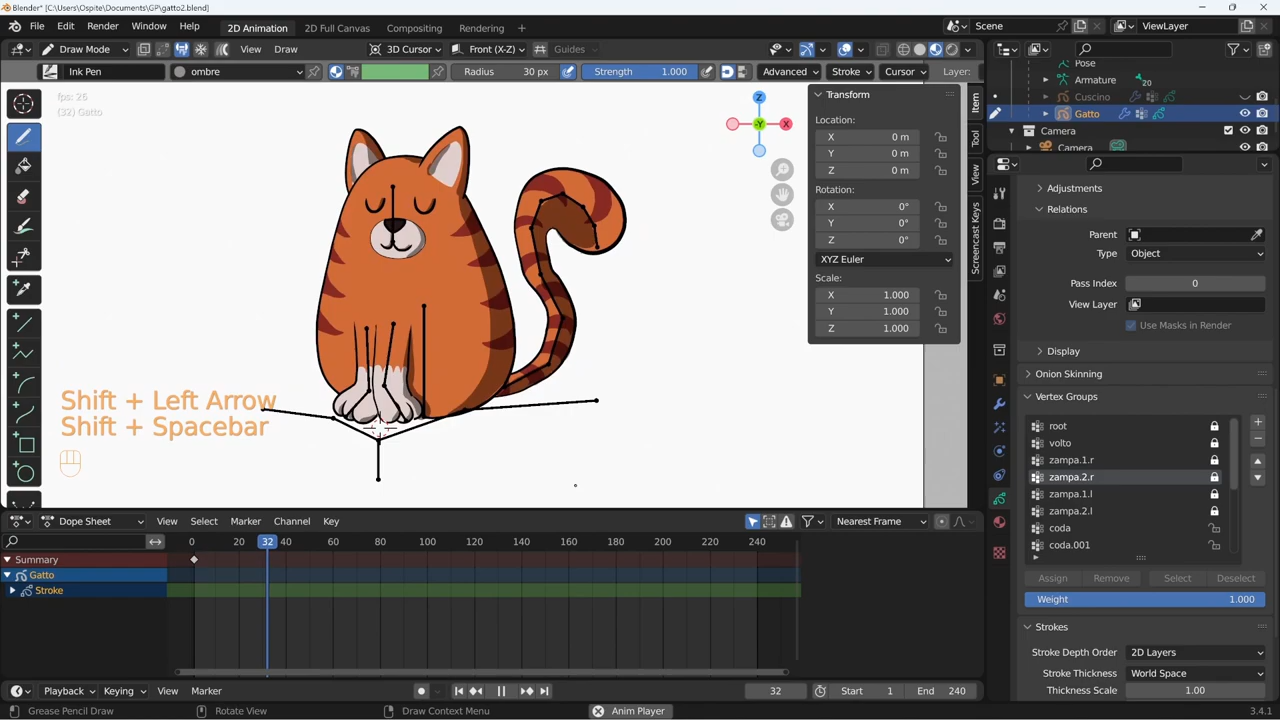 Blender* [C:\Users\Ospite\Documents\GP\gatto2.blend]
File Edit Render Window Help 2D Animation 2D Full Canvas Compositing Rendering Scene ViewLayer
Draw Mode View Draw 3D Cursor Front (X-Z) Guides
Ink Pen ombre Radius 30 px Strength 1.000 Advanced Stroke Cursor Layer:
fps: 26
(32) Gatto
Z
-Y
X
Shift + Left Arrow
Shift + Spacebar
Transform
Location:
X 0 m
Y 0 m
Z 0 m
Rotation:
X 0°
Y 0°
Z 0°
XYZ Euler
Scale:
X 1.000
Y 1.000
Z 1.000
Item
Tool
View
Screencast Keys
Pose
Armature 20
Cuscino
Gatto
Camera
Camera
Adjustments
Relations
Parent
Type Object
Pass Index 0
View Layer
Use Masks in Render
Display
Onion Skinning
Vertex Groups
root
volto
zampa.1.r
zampa.2.r
zampa.1.l
zampa.2.l
coda
coda.001
Assign Remove Select Deselect
Weight 1.000
Strokes
Stroke Depth Order 2D Layers
Stroke Thickness World Space
Thickness Scale 1.00
Dope Sheet View Select Marker Channel Key Nearest Frame
0 20 32 40 60 80 100 120 140 160 180 200 220 240
Summary
Gatto
Stroke
Playback Keying View Marker 32 Start 1 End 240
Grease Pencil Draw Rotate View Draw Context Menu Anim Player 3.4.1